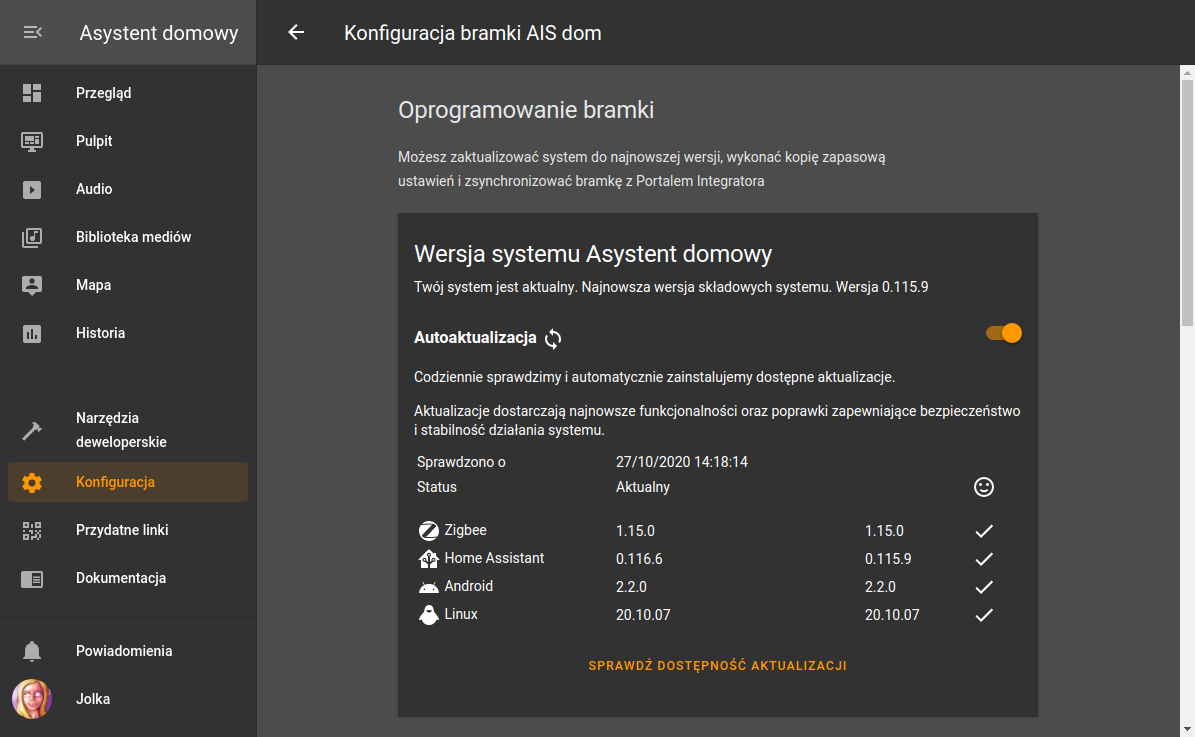 Asystent domowy
Konfiguracja bramki AIS dom
Przegląd
Pulpit
Audio
Biblioteka mediów
Mapa
Historia
Narzędzia
deweloperskie
Konfiguracja
Przydatne linki
Dokumentacja
Powiadomienia
Jolka
Oprogramowanie bramki
Możesz zaktualizować system do najnowszej wersji, wykonać kopię zapasową
ustawień i zsynchronizować bramkę z Portalem Integratora
Wersja systemu Asystent domowy
Twój system jest aktualny. Najnowsza wersja składowych systemu. Wersja 0.115.9
Autoaktualizacja
Codziennie sprawdzimy i automatycznie zainstalujemy dostępne aktualizacje.
Aktualizacje dostarczają najnowsze funkcjonalności oraz poprawki zapewniające bezpieczeństwo
i stabilność działania systemu.
Sprawdzono o 27/10/2020 14:18:14
Status Aktualny
Zigbee 1.15.0 1.15.0
Home Assistant 0.116.6 0.115.9
Android 2.2.0 2.2.0
Linux 20.10.07 20.10.07
SPRAWDŹ DOSTĘPNOŚĆ AKTUALIZACJI